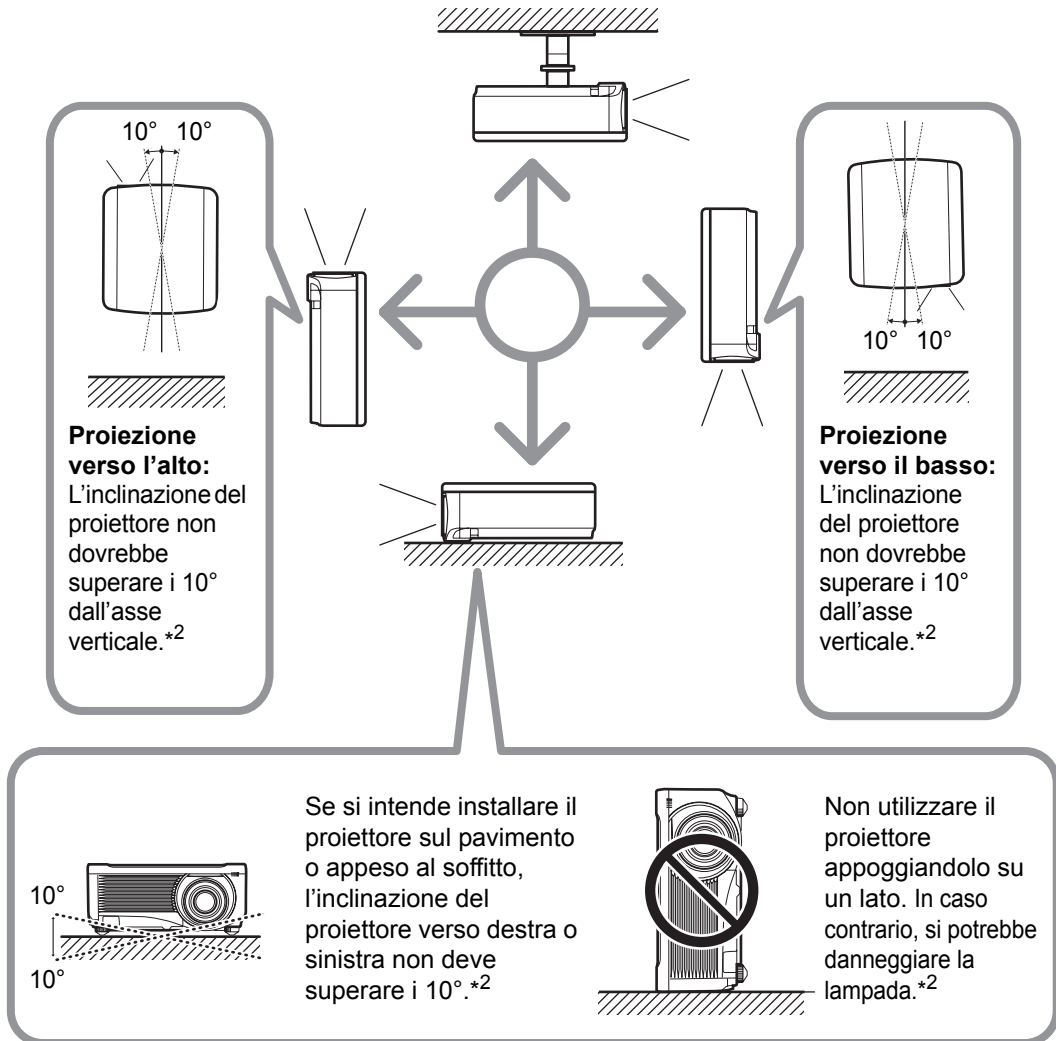 10° 10°
Proiezione
verso l'alto:
L'inclinazione del
proiettore non
dovrebbe
superare i 10°
dall'asse
verticale.*2
10° 10°
Proiezione
verso il basso:
L'inclinazione
del proiettore
non dovrebbe
superare i 10°
dall'asse
verticale.*2
10°
10°
Se si intende installare il
proiettore sul pavimento
o appeso al soffitto,
l'inclinazione del
proiettore verso destra o
sinistra non deve
superare i 10°.*2
Non utilizzare il
proiettore
appoggiandolo su
un lato. In caso
contrario, si potrebbe
danneggiare la
lampada.*2